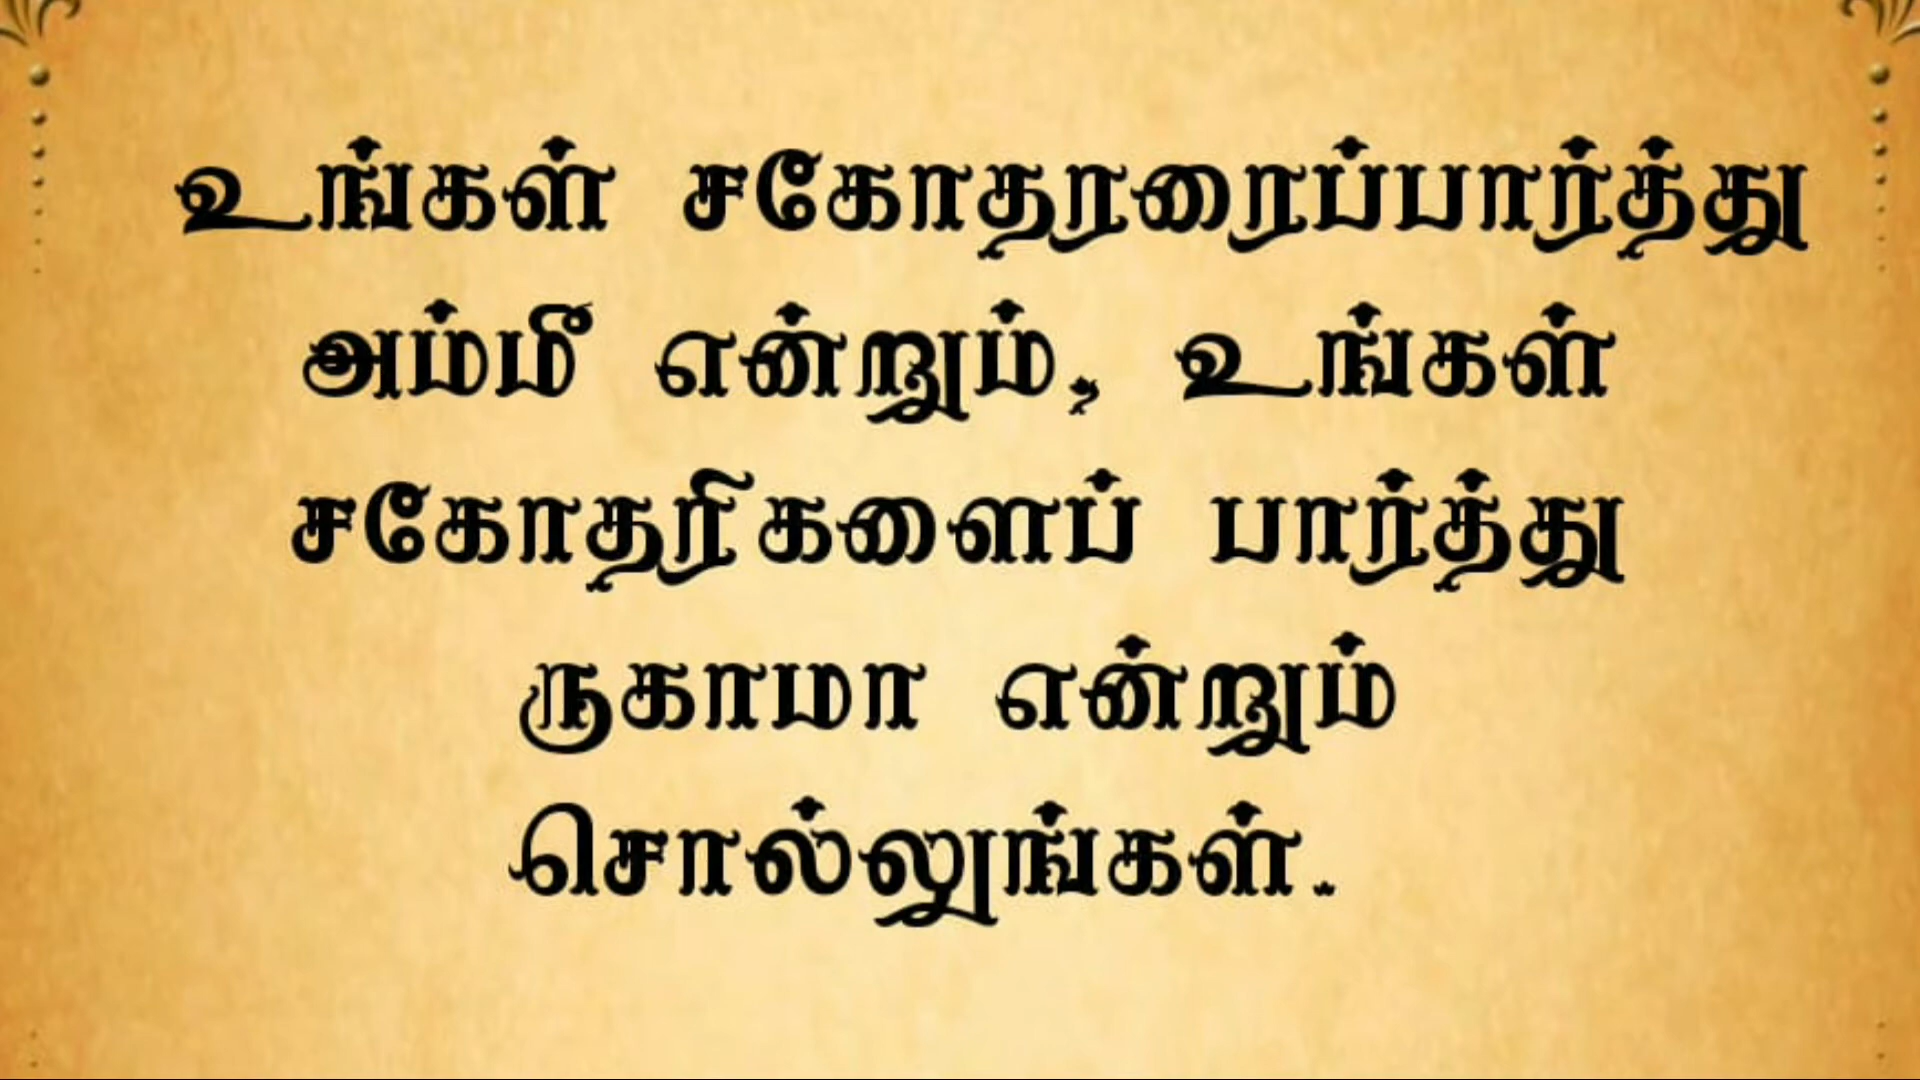 உங்கள் சகோதரரைப்பார்த்து
அம்மீ என்றும், உங்கள்
சகோதரிகளைப் பார்த்து
ருகாமா என்றும்
சொல்லுங்கள்.